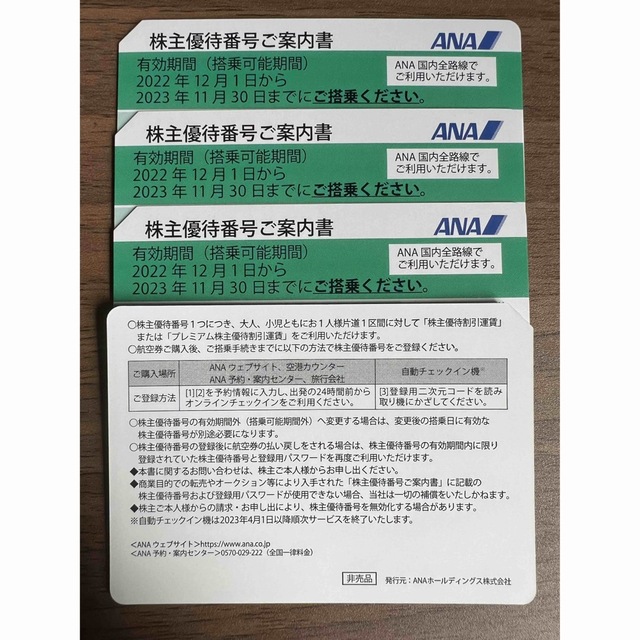 株主優待番号ご案内書 ANA
有効期間（搭乗可能期間）
2022 年 12 月 1 日から
2023 年 11 月 30 日までにご搭乗ください。
ANA 国内全路線で
ご利用いただけます。
株主優待番号ご案内書 ANA
有効期間（搭乗可能期間）
2022 年 12 月 1 日から
2023 年 11 月 30 日までにご搭乗ください。
ANA 国内全路線で
ご利用いただけます。
株主優待番号ご案内書 ANA
有効期間（搭乗可能期間）
2022 年 12 月 1 日から
2023 年 11 月 30 日までにご搭乗ください。
ANA 国内全路線で
ご利用いただけます。
○株主優待番号１つにつき、大人、小児ともにお１人様片道１区間に対して「株主優待割引運賃」
または「プレミアム株主優待割引運賃」をご利用いただけます。
○航空券ご購入後、ご搭乗手続きまでに以下の方法で株主優待番号をご登録ください。
ご購入場所
ANA ウェブサイト、空港カウンター
ANA 予約・案内センター、旅行会社
自動チェックイン機※
ご登録方法
[1][2]を予約情報に入力し、出発の24時間前から
オンラインチェックインをご利用ください。
[3]登録用二次元コードを読み
取り機にかざしてください。
○株主優待番号の有効期間外（搭乗可能期間外）へ変更する場合は、変更後の搭乗日に有効な
株主優待番号が別途必要になります。
○株主優待番号の登録後に航空券の払い戻しをされる場合は、株主優待番号の有効期間内に限り
登録されていた株主優待番号と登録用パスワードを再度ご利用いただけます。
◆本書に関するお問い合わせは、株主ご本人様からお申し出ください。
◆商業目的での転売やオークション等により入手された「株主優待番号ご案内書」に記載の
株主優待番号および登録用パスワードが使用できない場合、当社は一切の補償をいたしかねます。
◆株主ご本人様からの請求・お申し出により、株主優待番号を無効化する場合があります。
※自動チェックイン機は2023年4月1日以降順次サービスを終了いたします。
＜ANA ウェブサイト＞https://www.ana.co.jp
＜ANA 予約・案内センター＞0570-029-222（全国一律料金）
非売品 発行元：ANAホールディングス株式会社